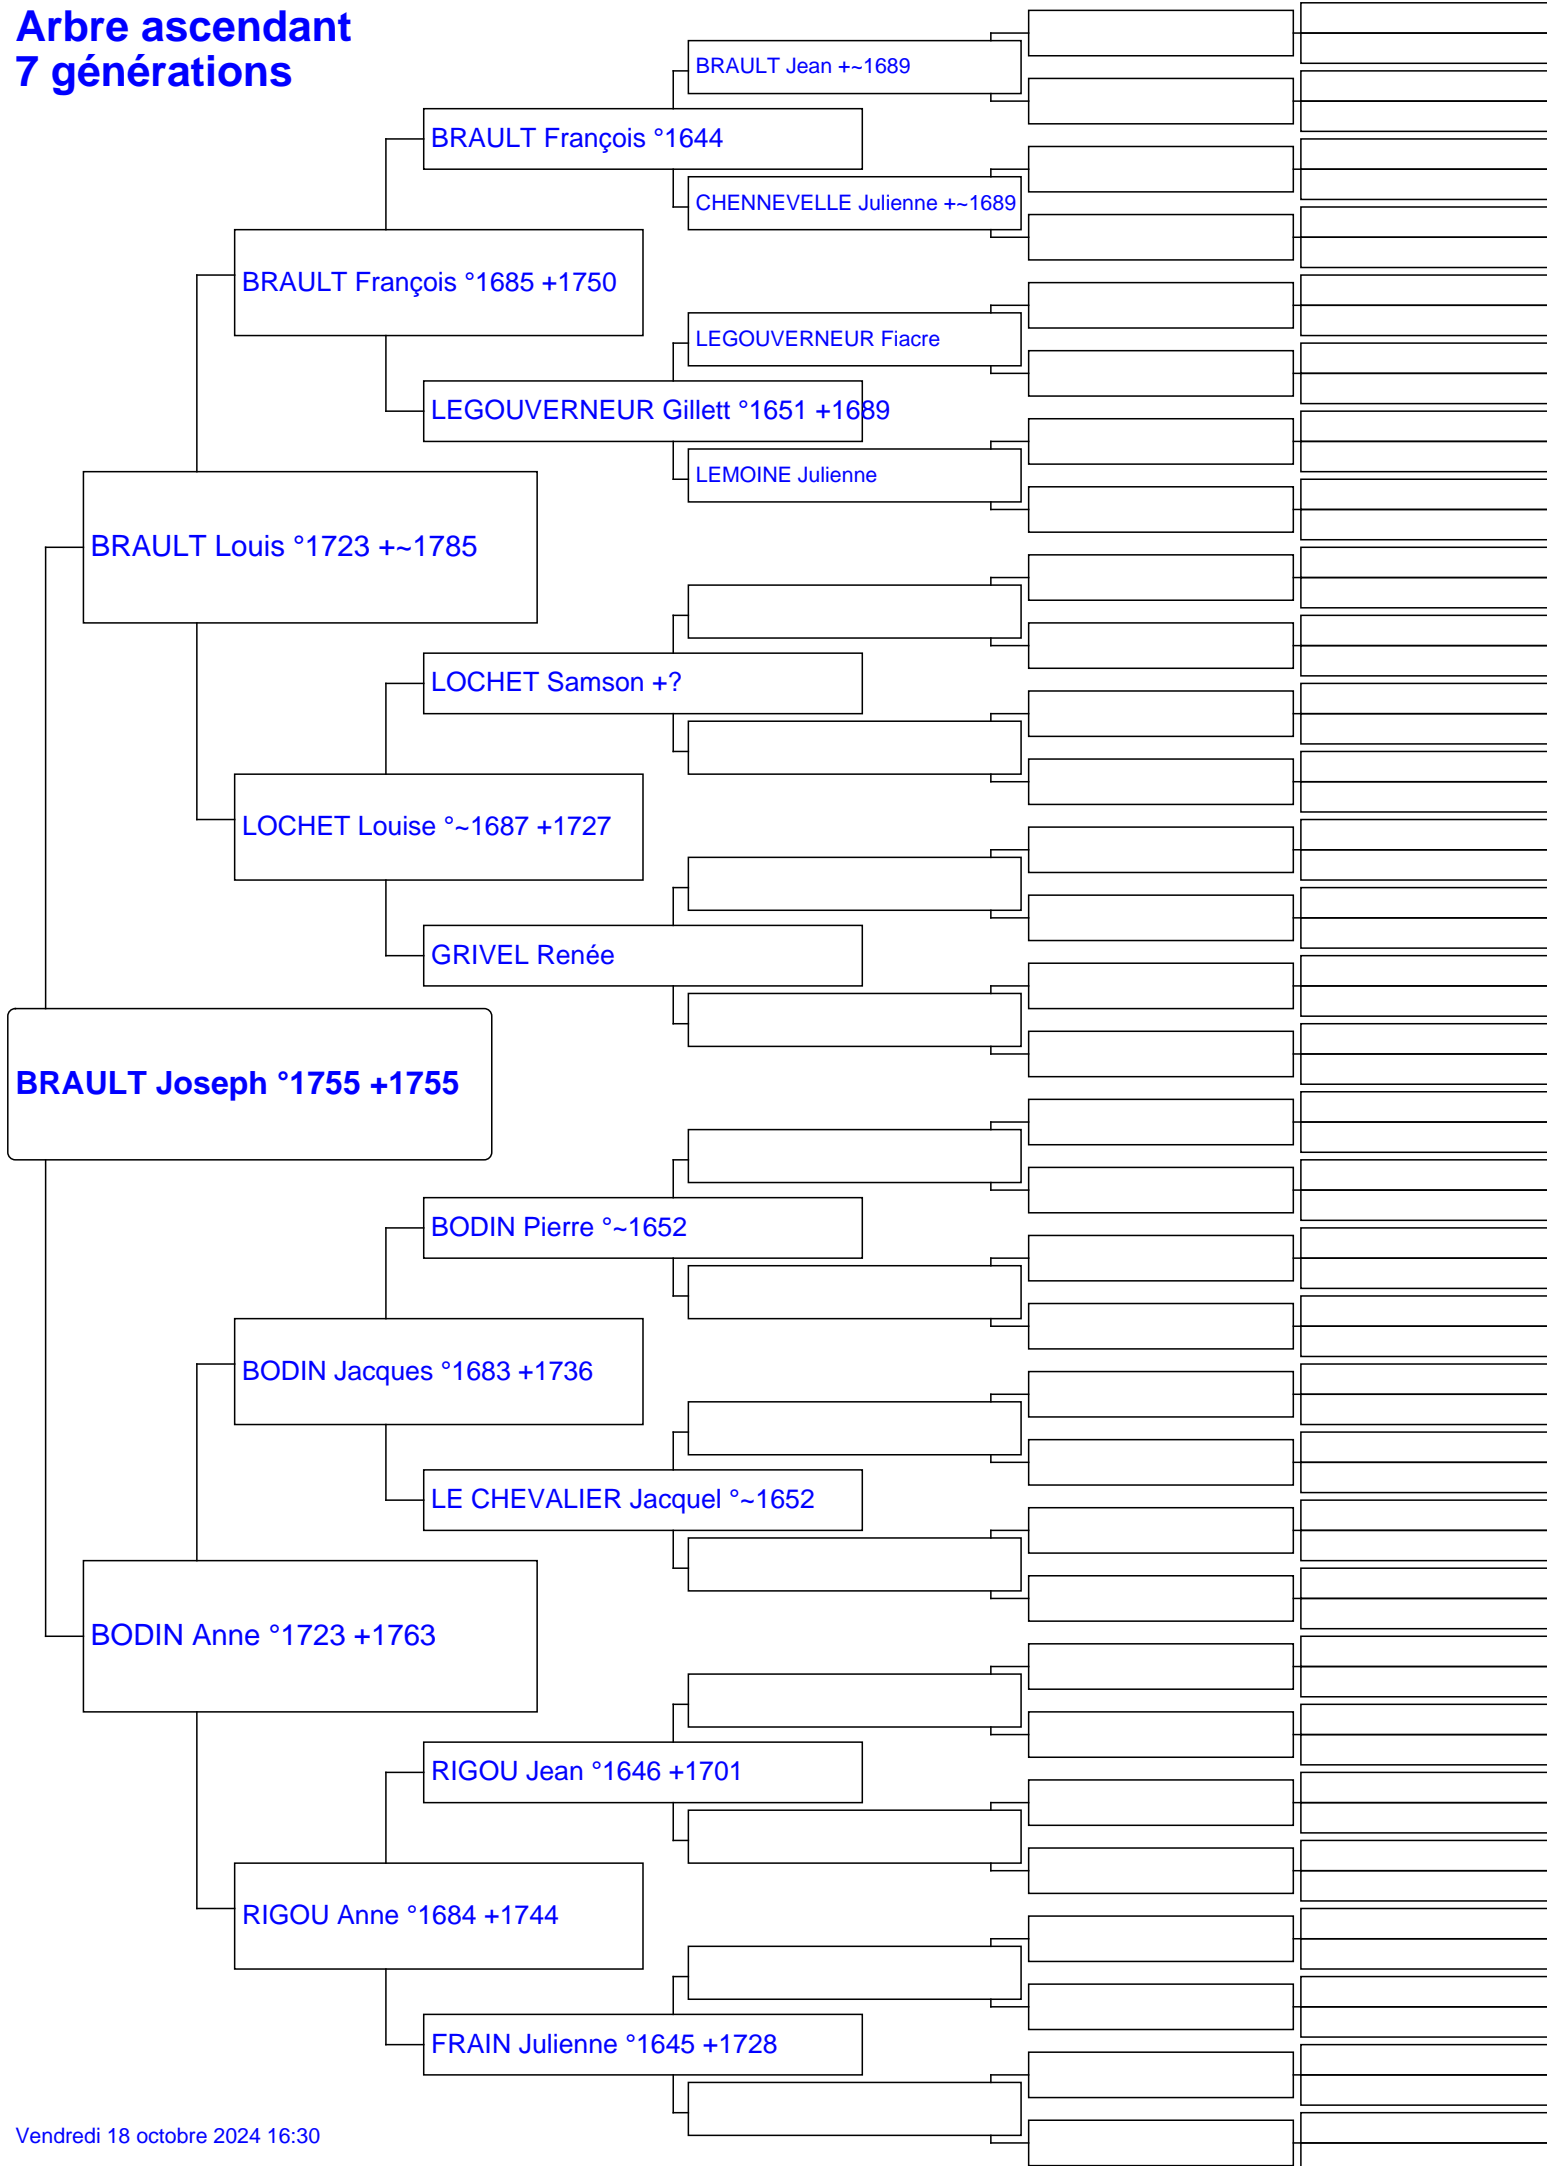 Arbre ascendant
7 générations
BRAULT Jean +~1689
BRAULT François °1644
CHENNEVELLE Julienne +~1689
BRAULT François °1685 +1750
LEGOUVERNEUR Fiacre
LEGOUVERNEUR Gillett °1651 +1689
LEMOINE Julienne
BRAULT Louis °1723 +~1785
LOCHET Samson +?
LOCHET Louise °~1687 +1727
GRIVEL Renée
BRAULT Joseph °1755 +1755
BODIN Pierre °~1652
BODIN Jacques °1683 +1736
LE CHEVALIER Jacquel °~1652
BODIN Anne °1723 +1763
RIGOU Jean °1646 +1701
RIGOU Anne °1684 +1744
FRAIN Julienne °1645 +1728
Vendredi 18 octobre 2024 16:30